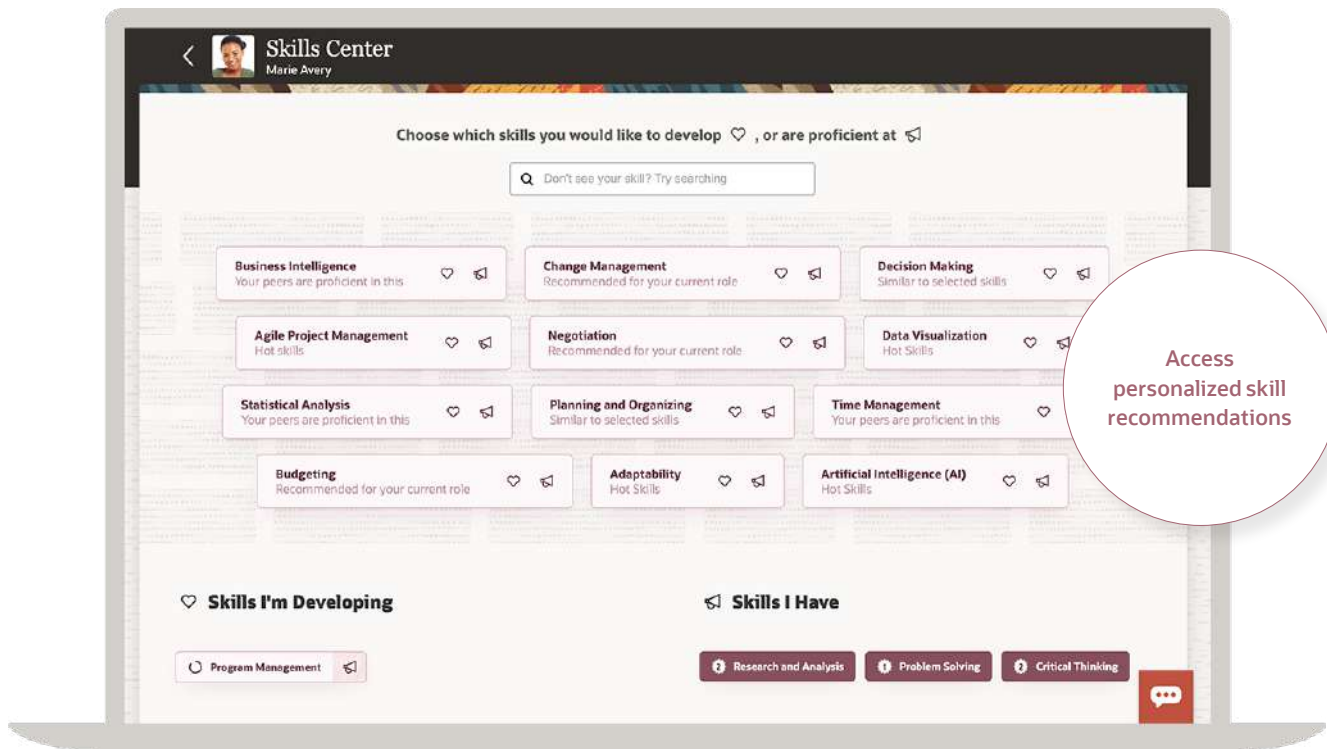 Skills Center
Marie Avery
Choose which skills you would like to develop , or are proficient at
Don't see your skill? Try searching
Business Intelligence
Your peers are proficient in this
Change Management
Recommended for your current role
Decision Making
Similar to selected skills
Agile Project Management
Hot skills
Negotiation
Recommended for your current role
Data Visualization
Hot Skills
Statistical Analysis
Your peers are proficient in this
Planning and Organizing
Similar to selected skills
Time Management
Your peers are proficient in this
Budgeting
Recommended for your current role
Adaptability
Hot Skills
Artificial Intelligence (AI)
Hot Skills
Access
personalized skill
recommendations
Skills I'm Developing
Program Management
Skills I Have
2 Research and Analysis
1 Problem Solving
2 Critical Thinking